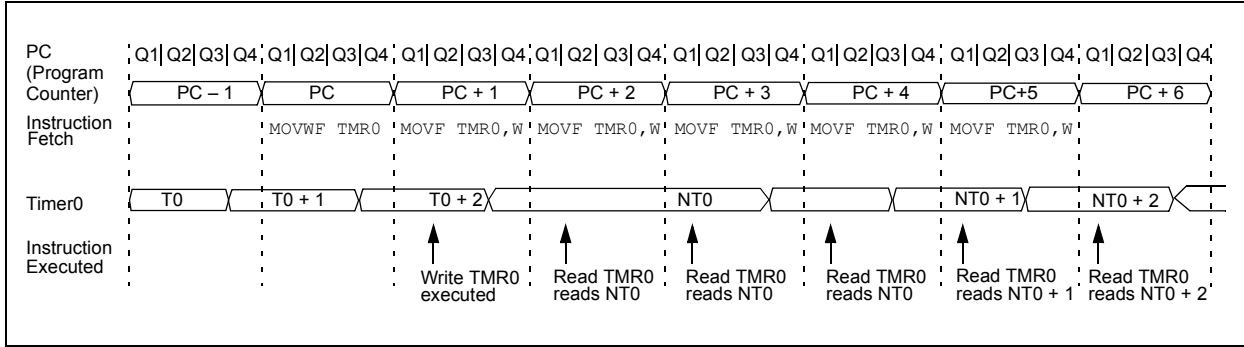 PC (Program Counter)
Q1 Q2 Q3 Q4 Q1 Q2 Q3 Q4 Q1 Q2 Q3 Q4 Q1 Q2 Q3 Q4 Q1 Q2 Q3 Q4 Q1 Q2 Q3 Q4 Q1 Q2 Q3 Q4 Q1 Q2 Q3 Q4
PC – 1 PC PC + 1 PC + 2 PC + 3 PC + 4 PC+5 PC + 6
Instruction Fetch
MOVWF TMR0 MOVF TMR0,W MOVF TMR0,W MOVF TMR0,W MOVF TMR0,W MOVF TMR0,W
Timer0
T0 T0 + 1 T0 + 2 NT0 NT0 + 1 NT0 + 2
Instruction Executed
Write TMR0 executed
Read TMR0 reads NT0
Read TMR0 reads NT0
Read TMR0 reads NT0
Read TMR0 reads NT0 + 1
Read TMR0 reads NT0 + 2